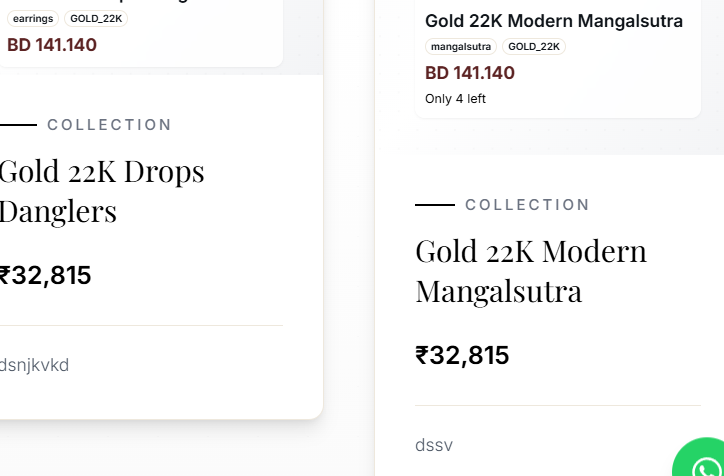 earrings GOLD_22K
BD 141.140
COLLECTION
Gold 22K Drops
Danglers
₹32,815
dsnjkvkd
Gold 22K Modern Mangalsutra
mangalsutra GOLD_22K
BD 141.140
Only 4 left
COLLECTION
Gold 22K Modern
Mangalsutra
₹32,815
dssv